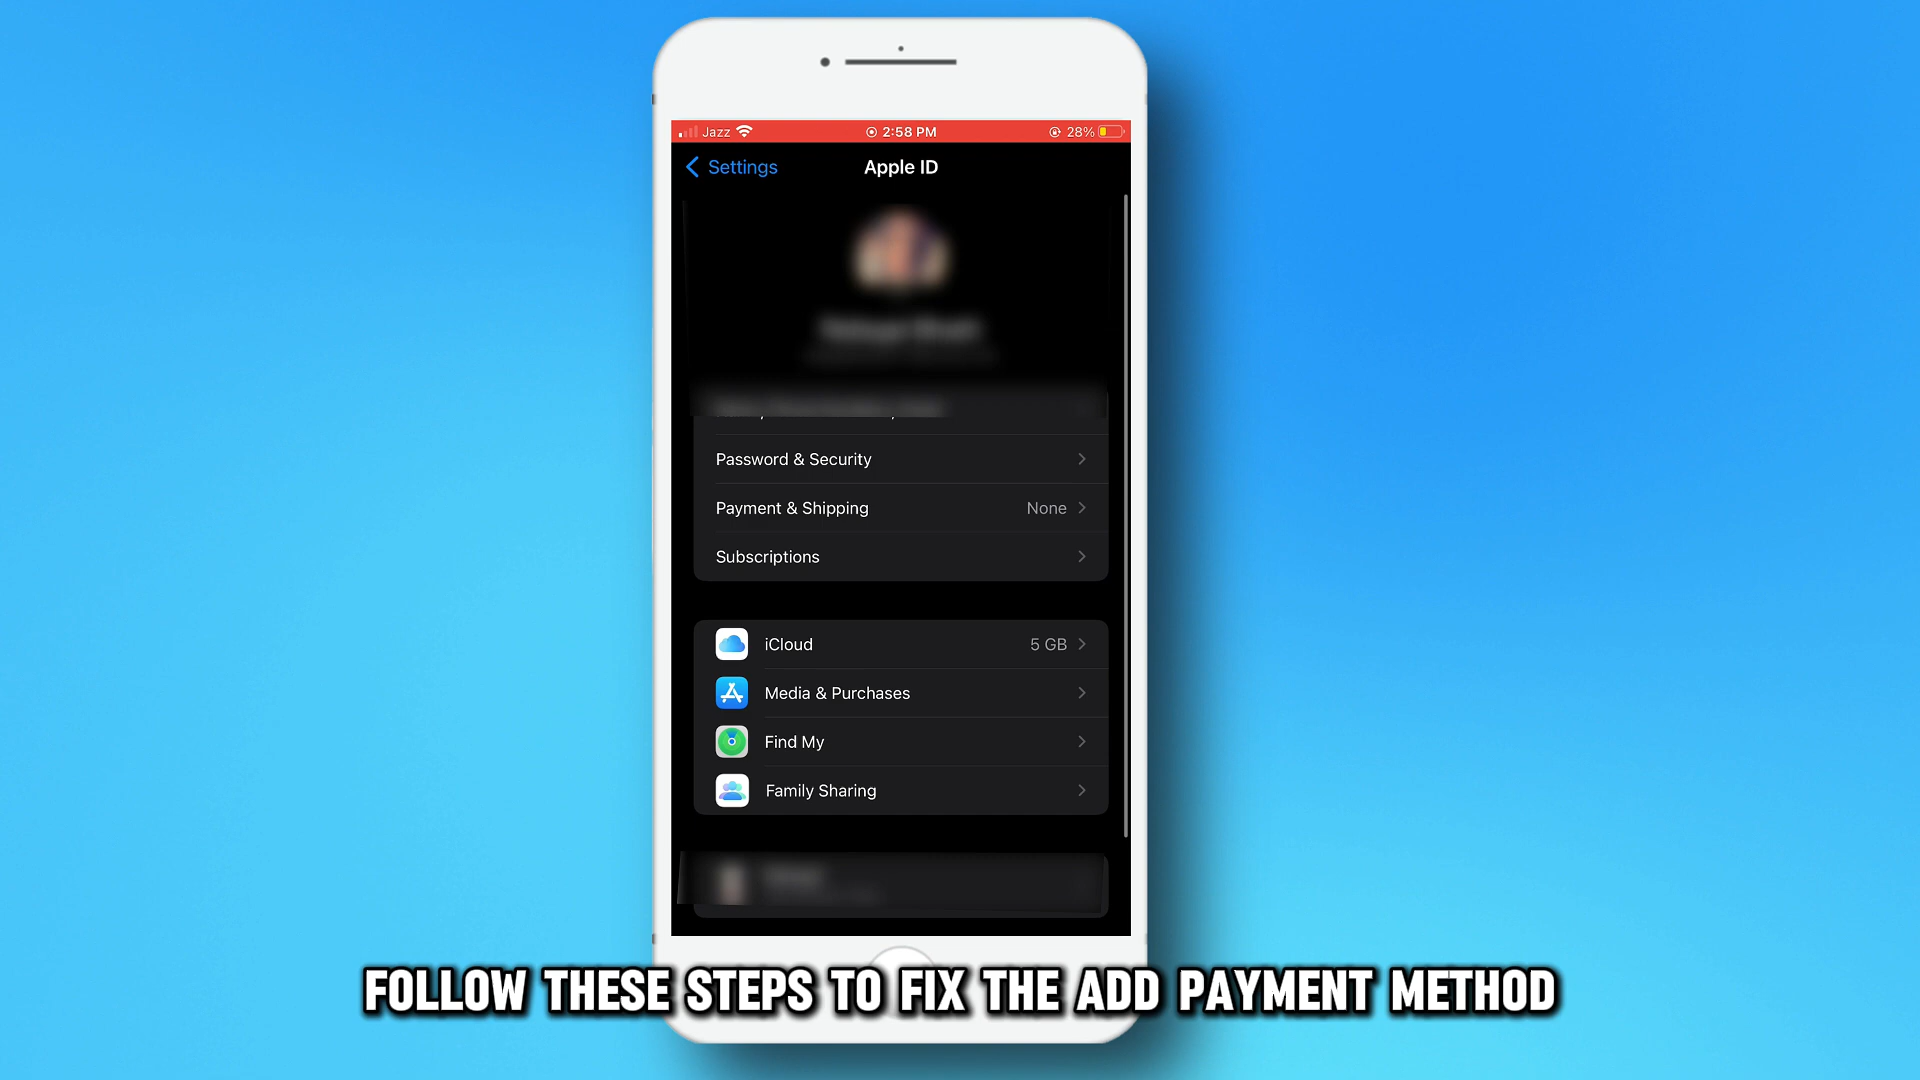 Jazz 2:58 PM 28%
Settings Apple ID
Password & Security
Payment & Shipping None
Subscriptions
iCloud 5 GB
Media & Purchases
Find My
Family Sharing
FOLLOW THESE STEPS TO FIX THE ADD PAYMENT METHOD